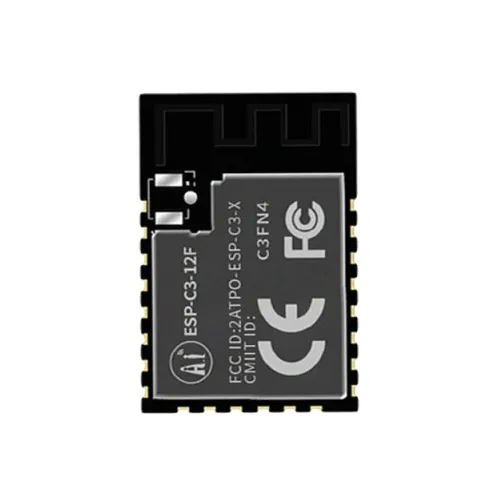 Ai
ESP-C3-12F
FCC ID:2ATPO-ESP-C3-X
CMIIT ID:
C3FN4
CE
FC